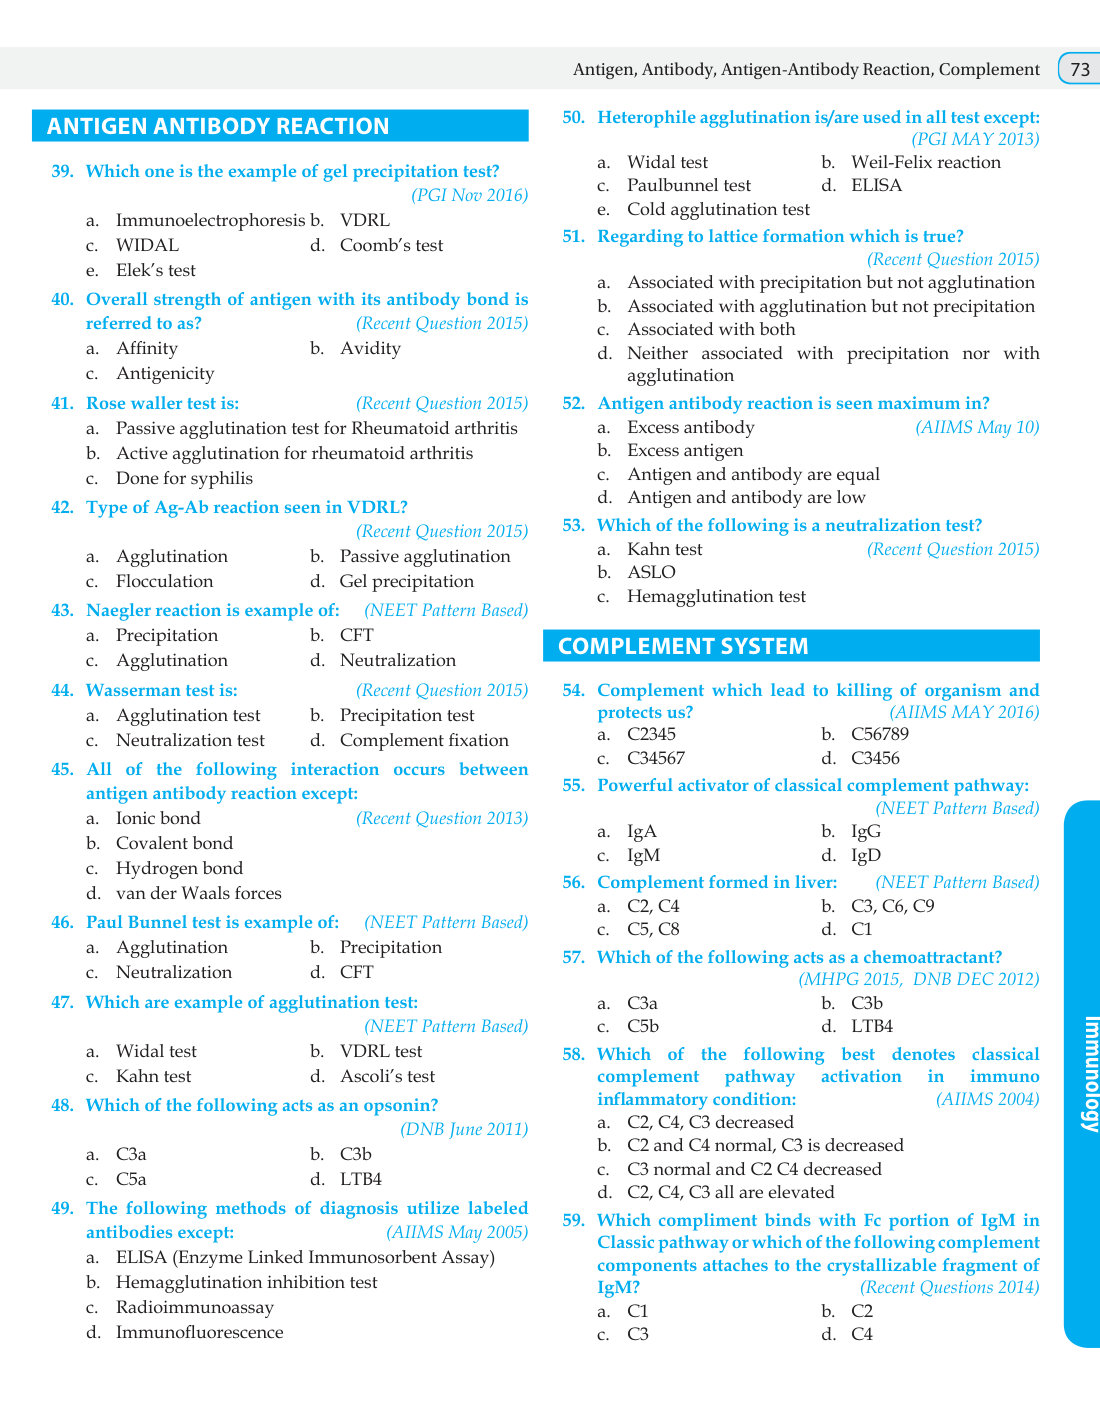 Antigen, Antibody, Antigen-Antibody Reaction, Complement 73
ANTIGEN ANTIBODY REACTION
39. Which one is the example of gel precipitation test?
(PGI Nov 2016)
a. Immunoelectrophoresis b. VDRL
c. WIDAL d. Coomb's test
e. Elek's test
40. Overall strength of antigen with its antibody bond is
referred to as? (Recent Question 2015)
a. Affinity b. Avidity
c. Antigenicity
41. Rose waller test is: (Recent Question 2015)
a. Passive agglutination test for Rheumatoid arthritis
b. Active agglutination for rheumatoid arthritis
c. Done for syphilis
42. Type of Ag-Ab reaction seen in VDRL?
(Recent Question 2015)
a. Agglutination b. Passive agglutination
c. Flocculation d. Gel precipitation
43. Naegler reaction is example of: (NEET Pattern Based)
a. Precipitation b. CFT
c. Agglutination d. Neutralization
44. Wasserman test is: (Recent Question 2015)
a. Agglutination test b. Precipitation test
c. Neutralization test d. Complement fixation
45. All of the following interaction occurs between
antigen antibody reaction except:
a. Ionic bond (Recent Question 2013)
b. Covalent bond
c. Hydrogen bond
d. van der Waals forces
46. Paul Bunnel test is example of: (NEET Pattern Based)
a. Agglutination b. Precipitation
c. Neutralization d. CFT
47. Which are example of agglutination test:
(NEET Pattern Based)
a. Widal test b. VDRL test
c. Kahn test d. Ascoli's test
48. Which of the following acts as an opsonin?
(DNB June 2011)
a. C3a b. C3b
c. C5a d. LTB4
49. The following methods of diagnosis utilize labeled
antibodies except: (AIIMS May 2005)
a. ELISA (Enzyme Linked Immunosorbent Assay)
b. Hemagglutination inhibition test
c. Radioimmunoassay
d. Immunofluorescence
50. Heterophile agglutination is/are used in all test except:
(PGI MAY 2013)
a. Widal test b. Weil-Felix reaction
c. Paulbunnel test d. ELISA
e. Cold agglutination test
51. Regarding to lattice formation which is true?
(Recent Question 2015)
a. Associated with precipitation but not agglutination
b. Associated with agglutination but not precipitation
c. Associated with both
d. Neither associated with precipitation nor with
agglutination
52. Antigen antibody reaction is seen maximum in?
a. Excess antibody (AIIMS May 10)
b. Excess antigen
c. Antigen and antibody are equal
d. Antigen and antibody are low
53. Which of the following is a neutralization test?
a. Kahn test (Recent Question 2015)
b. ASLO
c. Hemagglutination test
COMPLEMENT SYSTEM
54. Complement which lead to killing of organism and
protects us? (AIIMS MAY 2016)
a. C2345 b. C56789
c. C34567 d. C3456
55. Powerful activator of classical complement pathway:
(NEET Pattern Based)
a. IgA b. IgG
c. IgM d. IgD
56. Complement formed in liver: (NEET Pattern Based)
a. C2, C4 b. C3, C6, C9
c. C5, C8 d. C1
57. Which of the following acts as a chemoattractant?
(MHPG 2015, DNB DEC 2012)
a. C3a b. C3b
c. C5b d. LTB4
58. Which of the following best denotes classical
complement pathway activation in immuno
inflammatory condition: (AIIMS 2004)
a. C2, C4, C3 decreased
b. C2 and C4 normal, C3 is decreased
c. C3 normal and C2 C4 decreased
d. C2, C4, C3 all are elevated
59. Which compliment binds with Fc portion of IgM in
Classic pathway or which of the following complement
components attaches to the crystallizable fragment of
IgM? (Recent Questions 2014)
a. C1 b. C2
c. C3 d. C4
Immunology